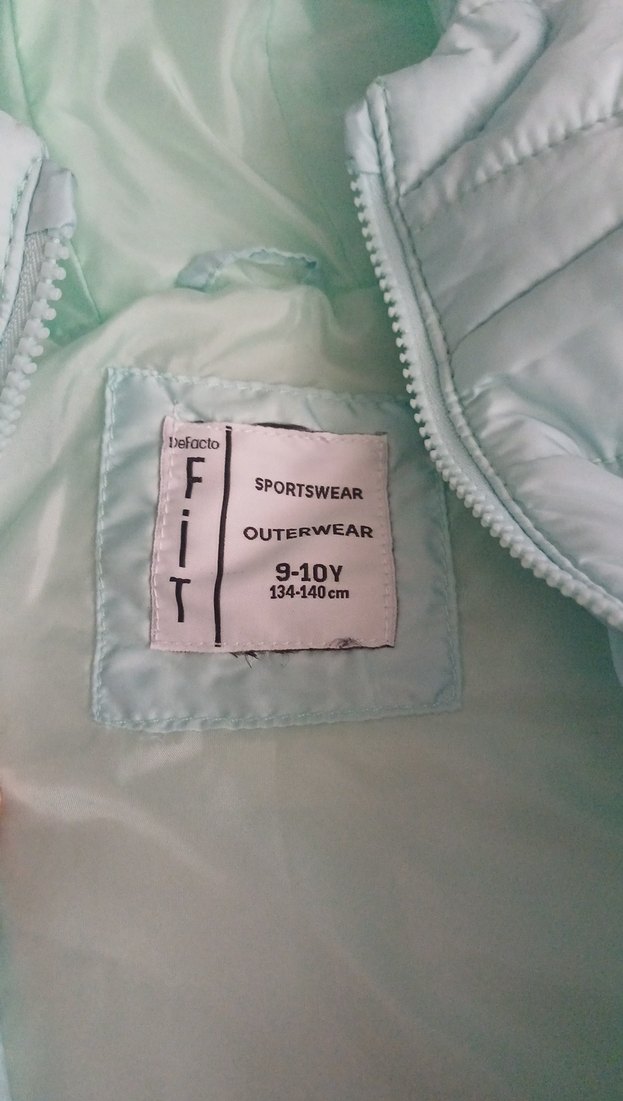 DeFacto
FiT
SPORTSWEAR
OUTERWEAR
9-10Y
134-140cm